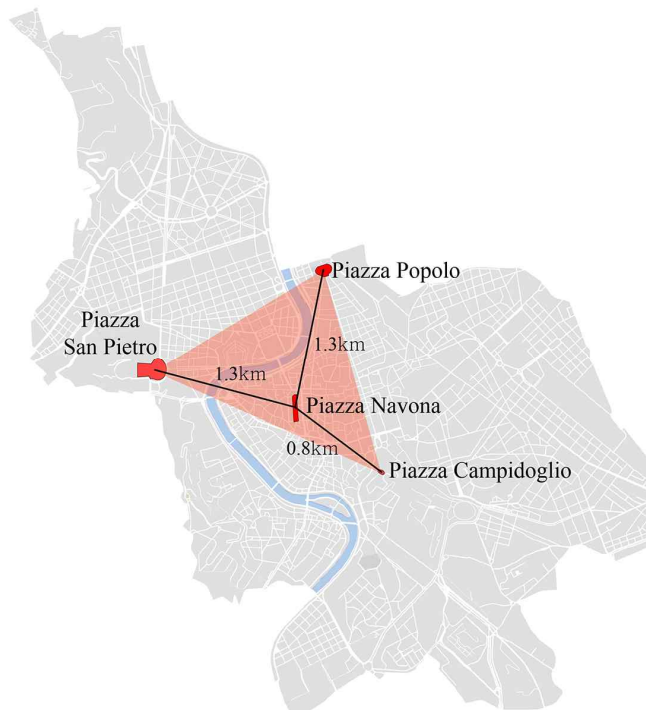 Piazza Popolo
Piazza
San Pietro
1.3km
1.3km
Piazza Navona
0.8km
Piazza Campidoglio